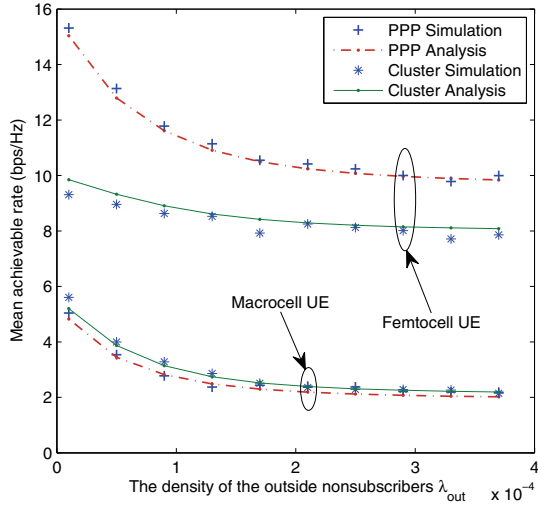 16
14
12
10
8
6
4
2
0
0
1
2
3
4
x 10⁻⁴
Mean achievable rate (bps/Hz)
The density of the outside nonsubscribers λout
PPP Simulation
PPP Analysis
Cluster Simulation
Cluster Analysis
Macrocell UE
Femtocell UE